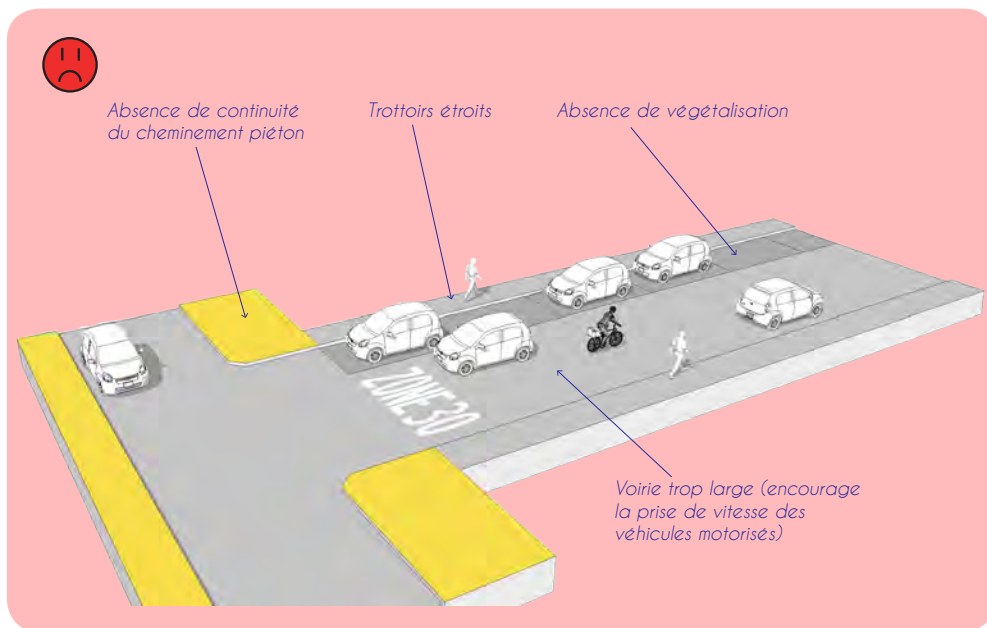 Absence de continuité
du cheminement piéton
Trottoirs étroits
Absence de végétalisation
ZONE 30
Voirie trop large (encourage
la prise de vitesse des
véhicules motorisés)